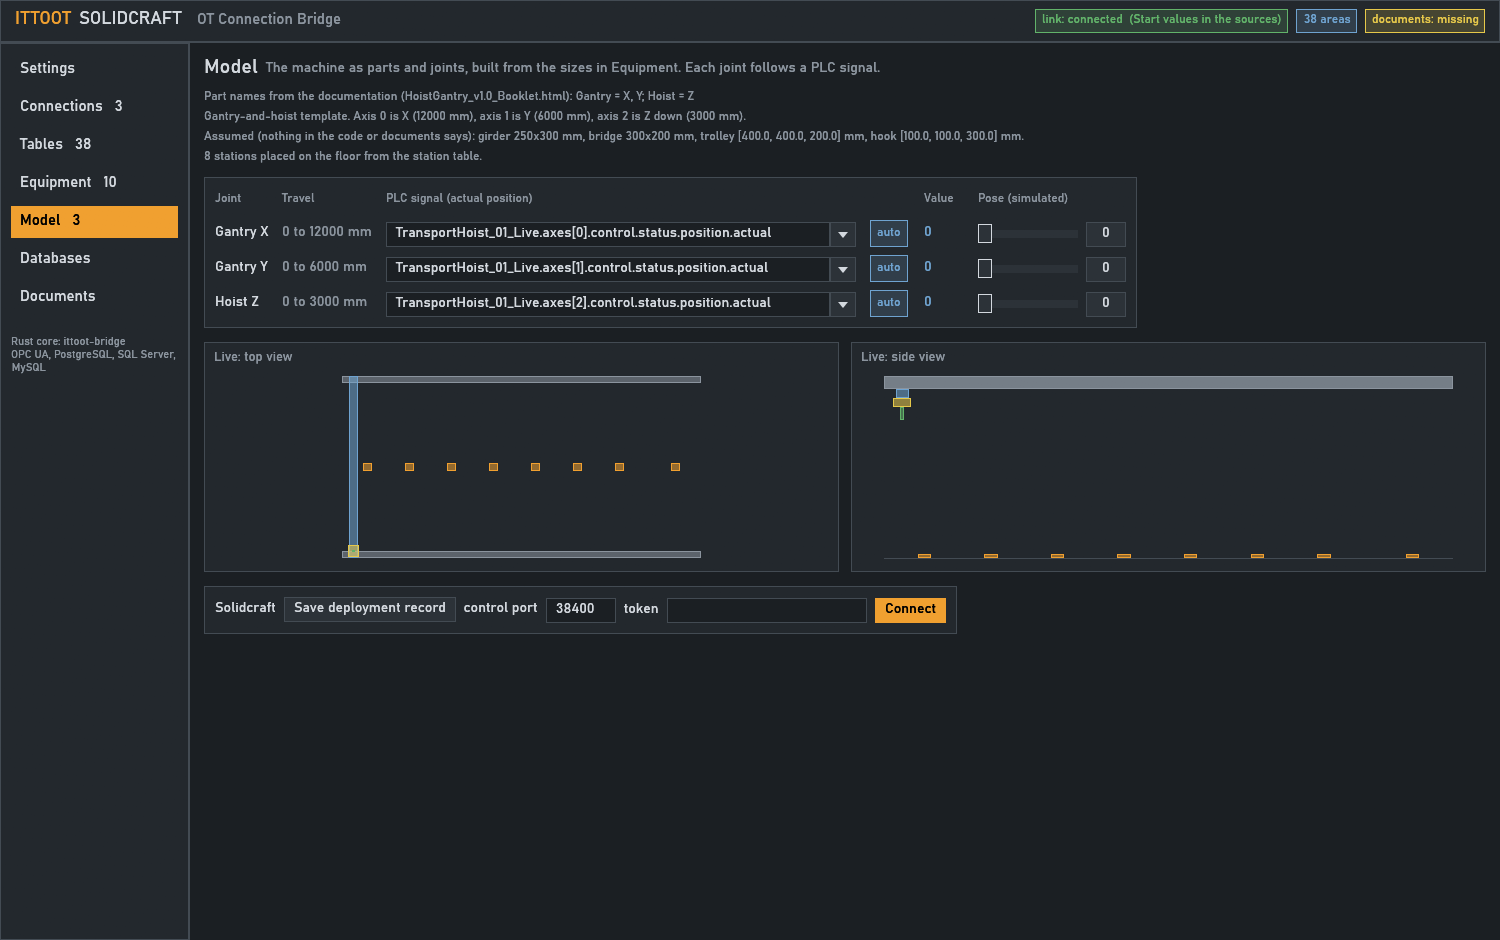 ITTOOT SOLIDCRAFT OT Connection Bridge
link: connected (Start values in the sources) 38 areas documents: missing
Settings
Connections 3
Tables 38
Equipment 10
Model 3
Databases
Documents
Rust core: ittoot-bridge
OPC UA, PostgreSQL, SQL Server,
MySQL
Model The machine as parts and joints, built from the sizes in Equipment. Each joint follows a PLC signal.
Part names from the documentation (HoistGantry_v1.0_Booklet.html): Gantry = X, Y; Hoist = Z
Gantry-and-hoist template. Axis 0 is X (12000 mm), axis 1 is Y (6000 mm), axis 2 is Z down (3000 mm).
Assumed (nothing in the code or documents says): girder 250x300 mm, bridge 300x200 mm, trolley [400.0, 400.0, 200.0] mm, hook [100.0, 100.0, 300.0] mm.
8 stations placed on the floor from the station table.
Joint Travel PLC signal (actual position) Value Pose (simulated)
Gantry X 0 to 12000 mm TransportHoist_01_Live.axes[0].control.status.position.actual auto 0 0
Gantry Y 0 to 6000 mm TransportHoist_01_Live.axes[1].control.status.position.actual auto 0 0
Hoist Z 0 to 3000 mm TransportHoist_01_Live.axes[2].control.status.position.actual auto 0 0
Live: top view
Live: side view
Solidcraft Save deployment record control port 38400 token Connect